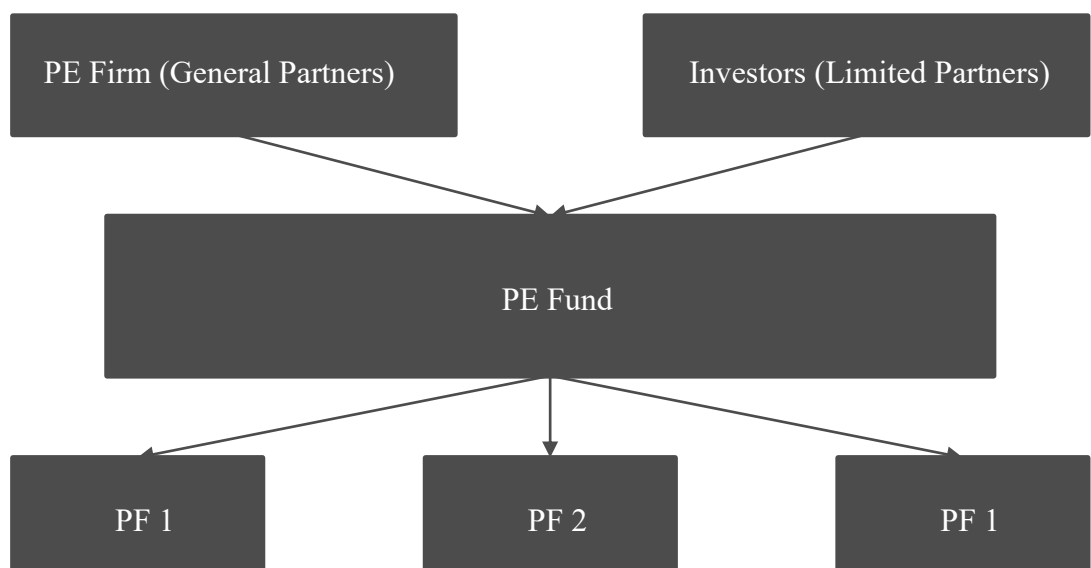 PE Firm (General Partners)
Investors (Limited Partners)
PE Fund
PF 1
PF 2
PF 1